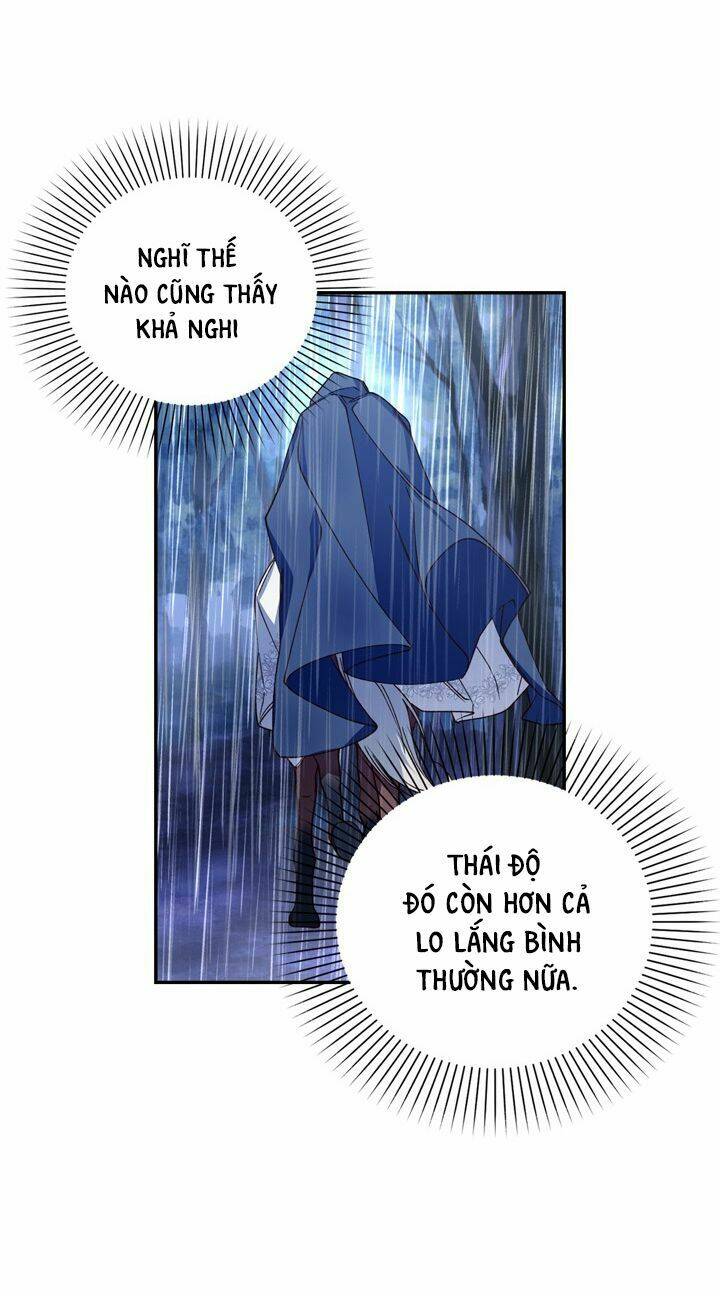 NGHĨ THẾ
NÀO CŨNG THẤY
KHẢ NGHI
THÁI ĐỘ
ĐÓ CÒN HƠN CẢ
LO LẮNG BÌNH
THƯỜNG NỮA.